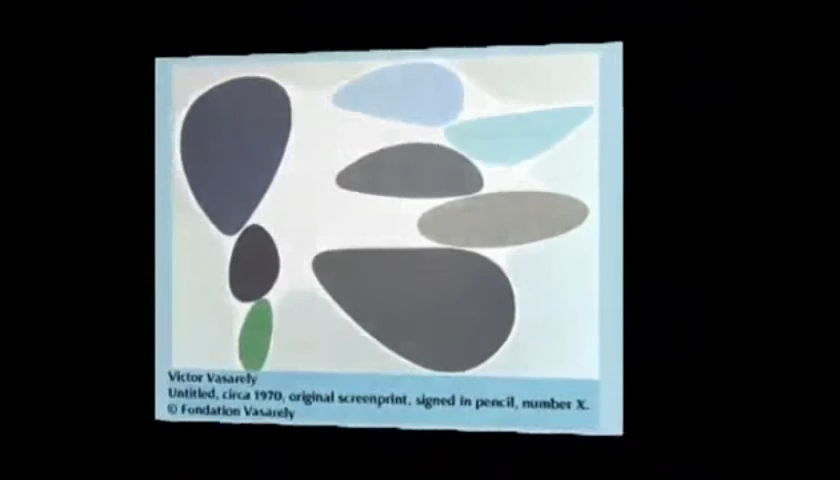 Victor Vasarely
Untitled, circa 1970, original screenprint, signed in pencil, number X.
© Fondation Vasarely